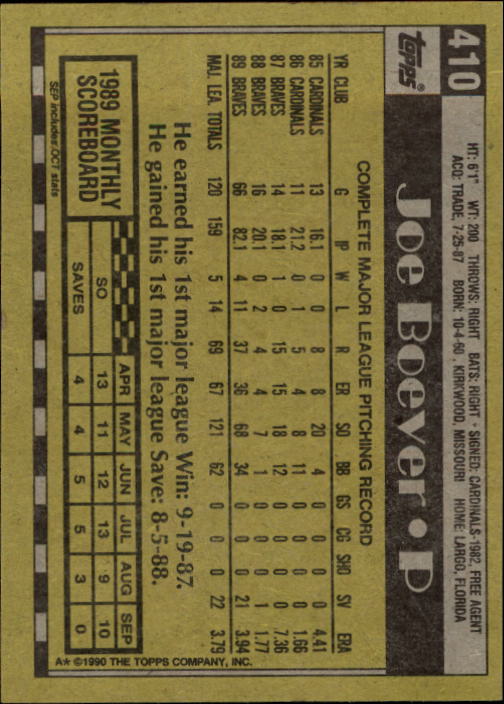 410
topps®
Joe Boever • P
HT: 6'1" WT: 200 THROWS: RIGHT BATS: RIGHT • SIGNED: CARDINALS-1982, FREE AGENT
ACQ: TRADE, 7-25-87 BORN: 10-4-60, KIRKWOOD, MISSOURI HOME: LARGO, FLORIDA
COMPLETE MAJOR LEAGUE PITCHING RECORD
YR CLUB G IP W L R ER SO BB GS CG SHO SV ERA
85 CARDINALS 13 16.1 0 0 8 8 20 4 0 0 0 0 4.41
86 CARDINALS 11 21.2 0 1 5 4 8 11 0 0 0 0 1.66
87 BRAVES 14 18.1 1 0 15 15 18 12 0 0 0 0 7.36
88 BRAVES 16 20.1 0 2 4 4 7 1 0 0 0 1 1.77
89 BRAVES 66 82.1 4 11 37 36 68 34 0 0 0 21 3.94
MAJ. LEA. TOTALS 120 159 5 14 69 67 121 62 0 0 0 22 3.79
He earned his 1st major league Win: 9-19-87.
He gained his 1st major league Save: 8-5-88.
1989 MONTHLY
SCOREBOARD
APR MAY JUN JUL AUG SEP
SO 13 11 12 13 9 10
SAVES 4 4 5 5 3 0
SEP includes OCT stats
A* ©1990 THE TOPPS COMPANY, INC.